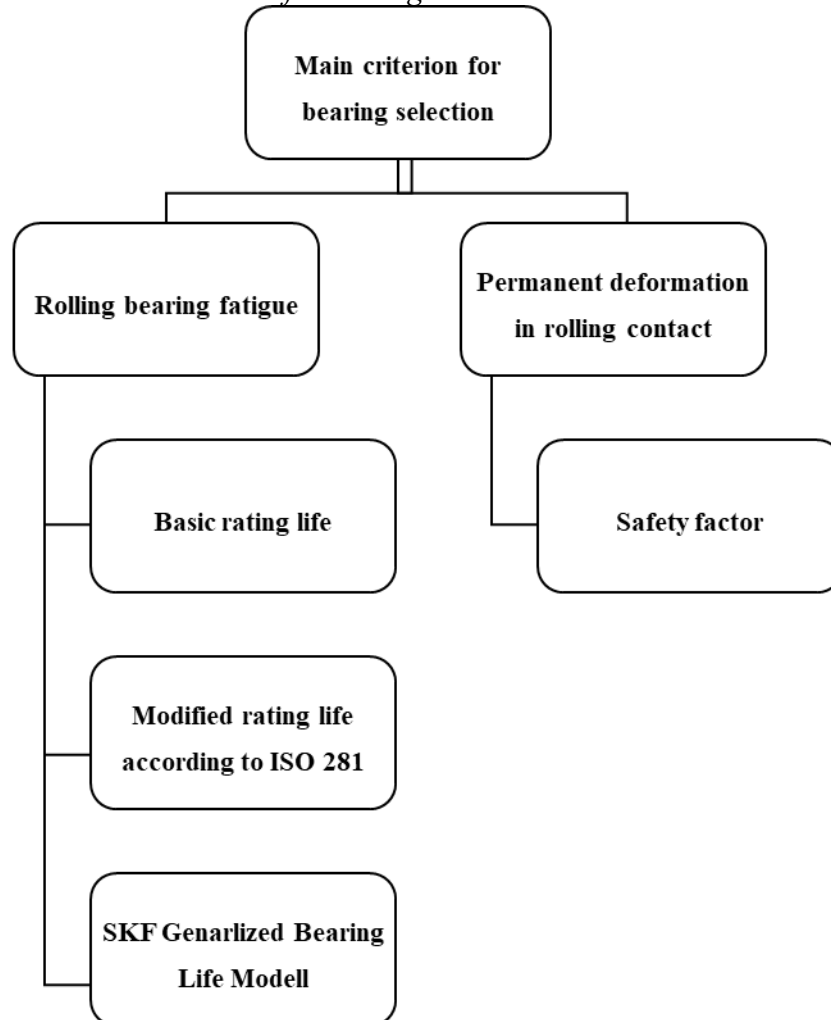 Main criterion for
bearing selection
Rolling bearing fatigue
Permanent deformation
in rolling contact
Basic rating life
Safety factor
Modified rating life
according to ISO 281
SKF Genarlized Bearing
Life Modell